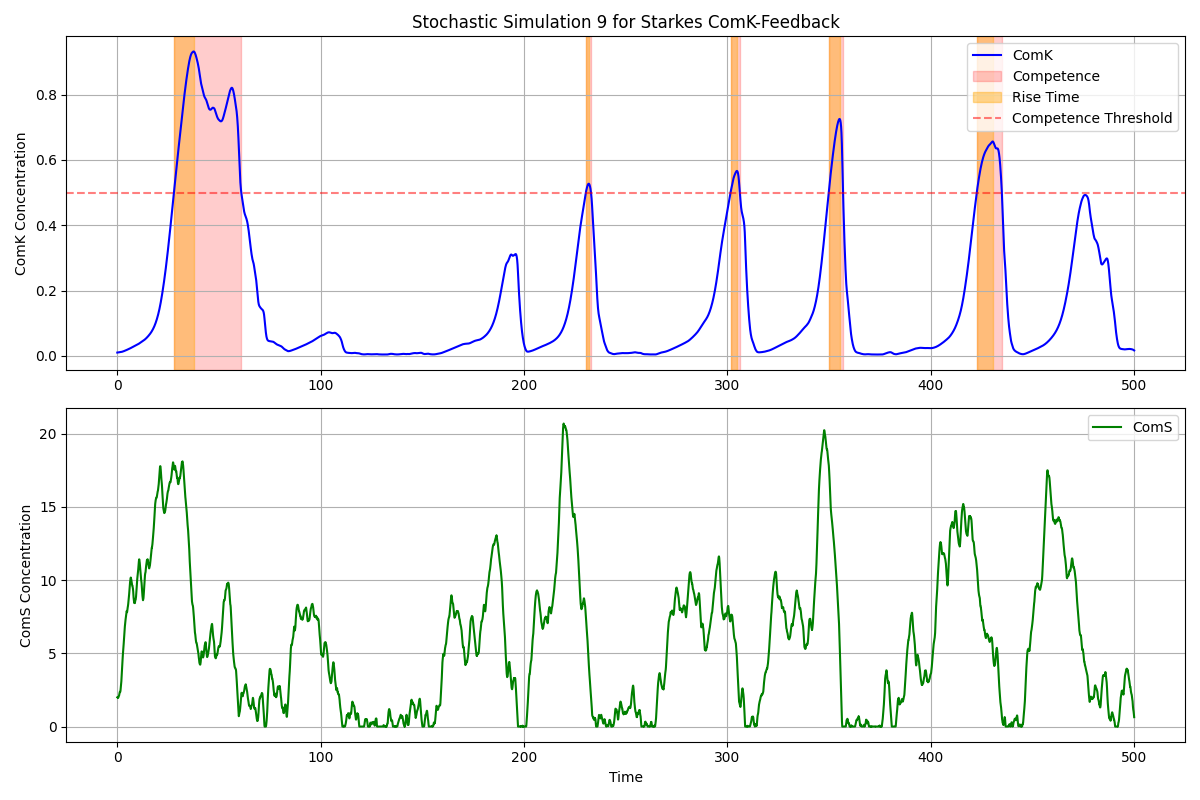 Stochastic Simulation 9 for Starkes ComK-Feedback
ComK Concentration
0.8
0.6
0.4
0.2
0.0
ComK
Competence
Rise Time
Competence Threshold
0 100 200 300 400 500
ComS Concentration
20
15
10
5
0
ComS
0 100 200 300 400 500
Time